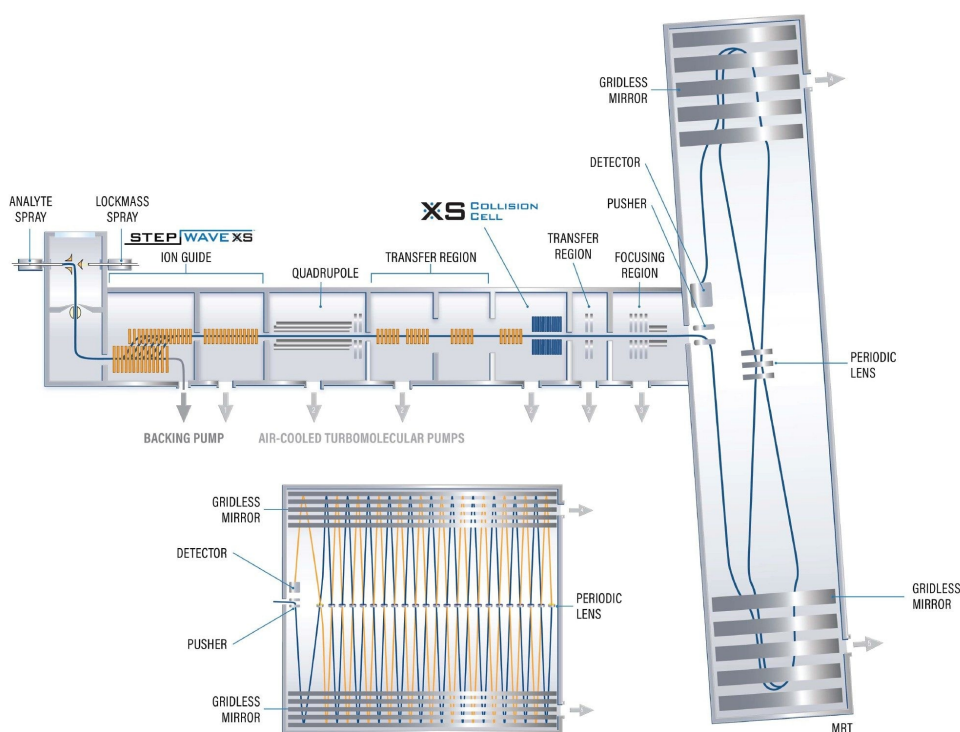 GRIDLESS
MIRROR
DETECTOR
PUSHER
ANALYTE
SPRAY
LOCKMASS
SPRAY
STEPWAVE XS
ION GUIDE
QUADRUPOLE
TRANSFER REGION
XS COLLISION
CELL
TRANSFER
REGION
FOCUSING
REGION
PERIODIC
LENS
BACKING PUMP
AIR-COOLED TURBOMOLECULAR PUMPS
GRIDLESS
MIRROR
DETECTOR
PUSHER
GRIDLESS
MIRROR
PERIODIC
LENS
GRIDLESS
MIRROR
MRT